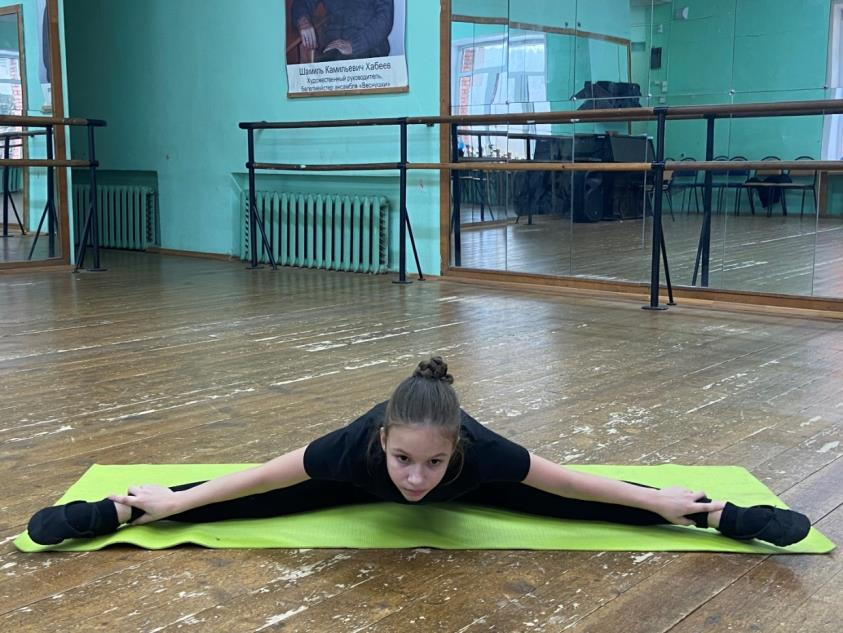 Шамиль Камильевич Хабеев
Художественный руководитель,
балетмейстер ансамбля «Веснушки»